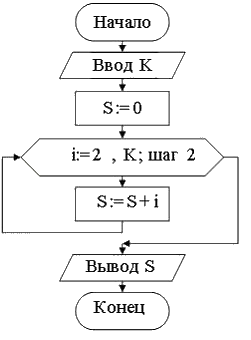 Начало
Ввод K
S:=0
i:=2 , K; шаг 2
S:=S+i
Вывод S
Конец